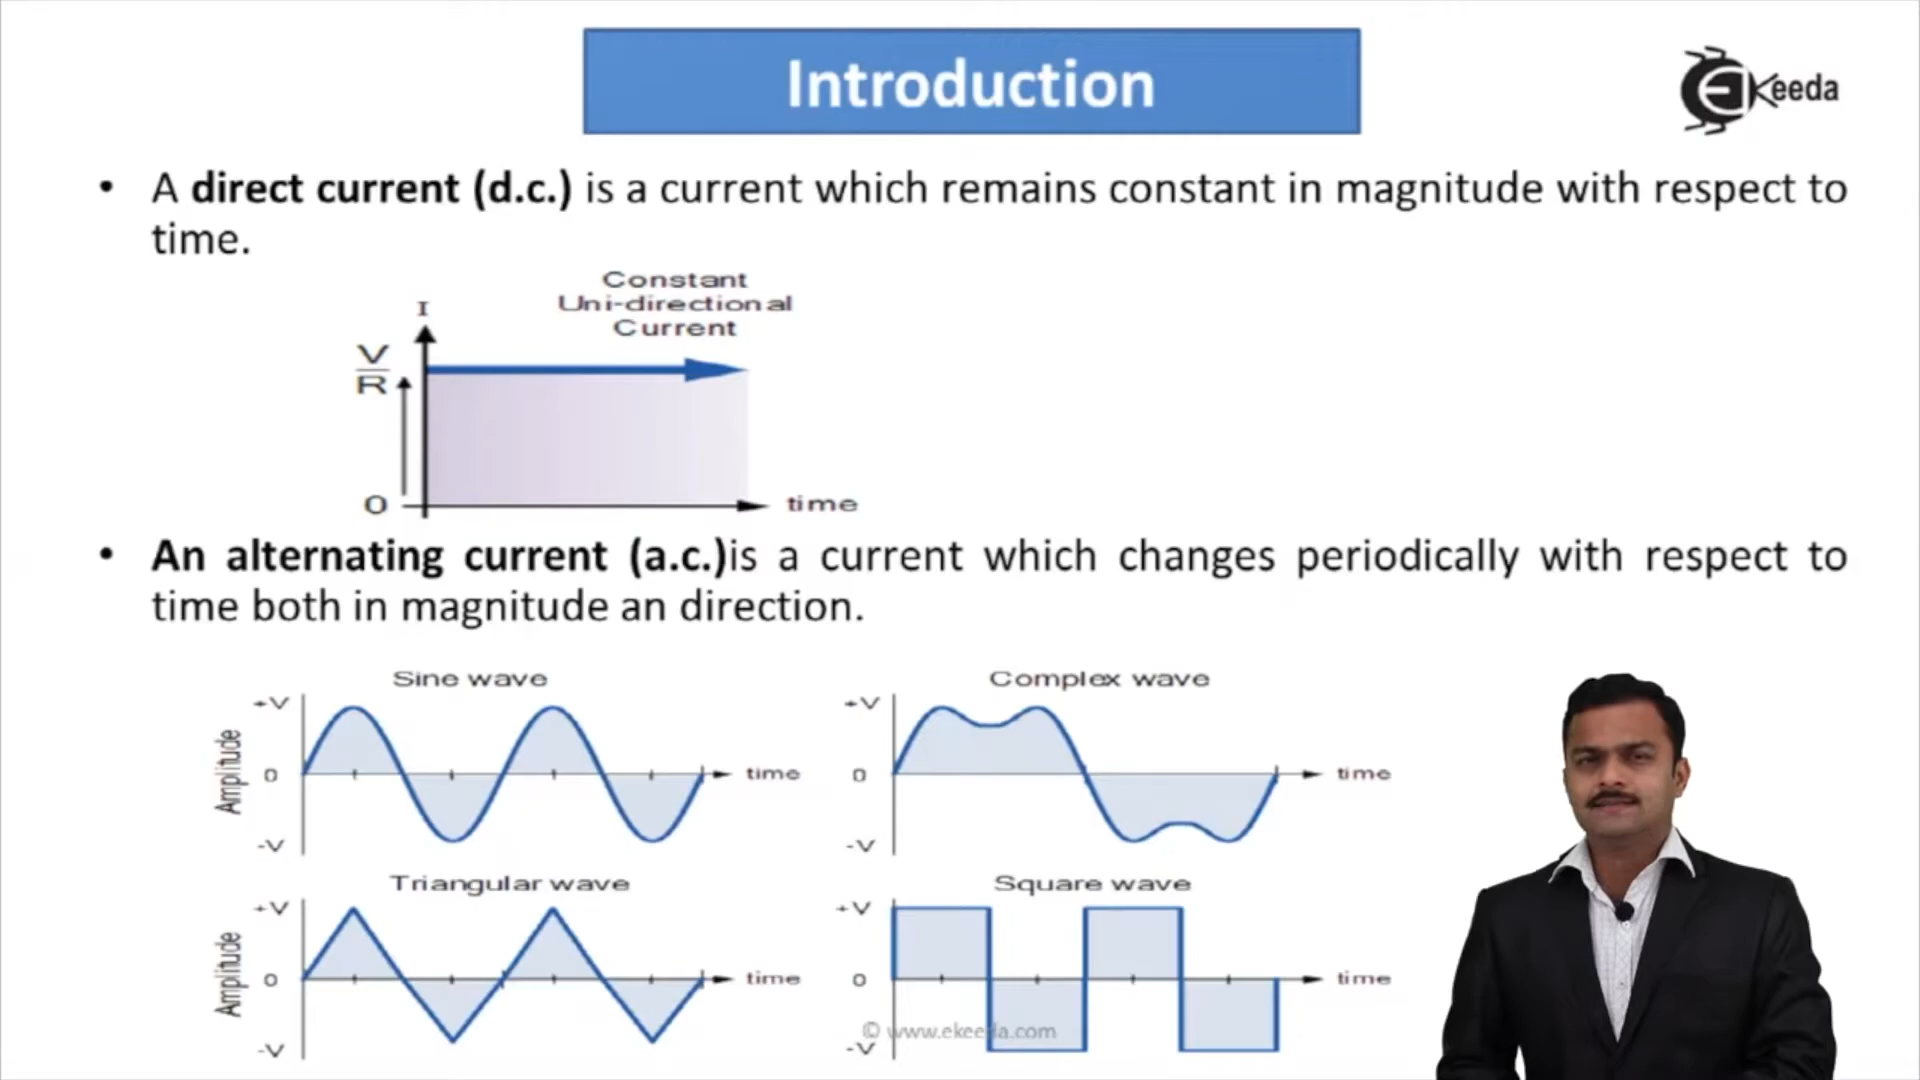 Introduction
EKeeda
• A direct current (d.c.) is a current which remains constant in magnitude with respect to
time.
Constant
Uni-directional
Current
I
V
R
0
time
• An alternating current (a.c.)is a current which changes periodically with respect to
time both in magnitude an direction.
Sine wave
+V
Amplitude
0
time
-V
Complex wave
+V
0
time
-V
Triangular wave
+V
Amplitude
0
time
-V
Square wave
+V
0
time
-V
© www.ekeeda.com